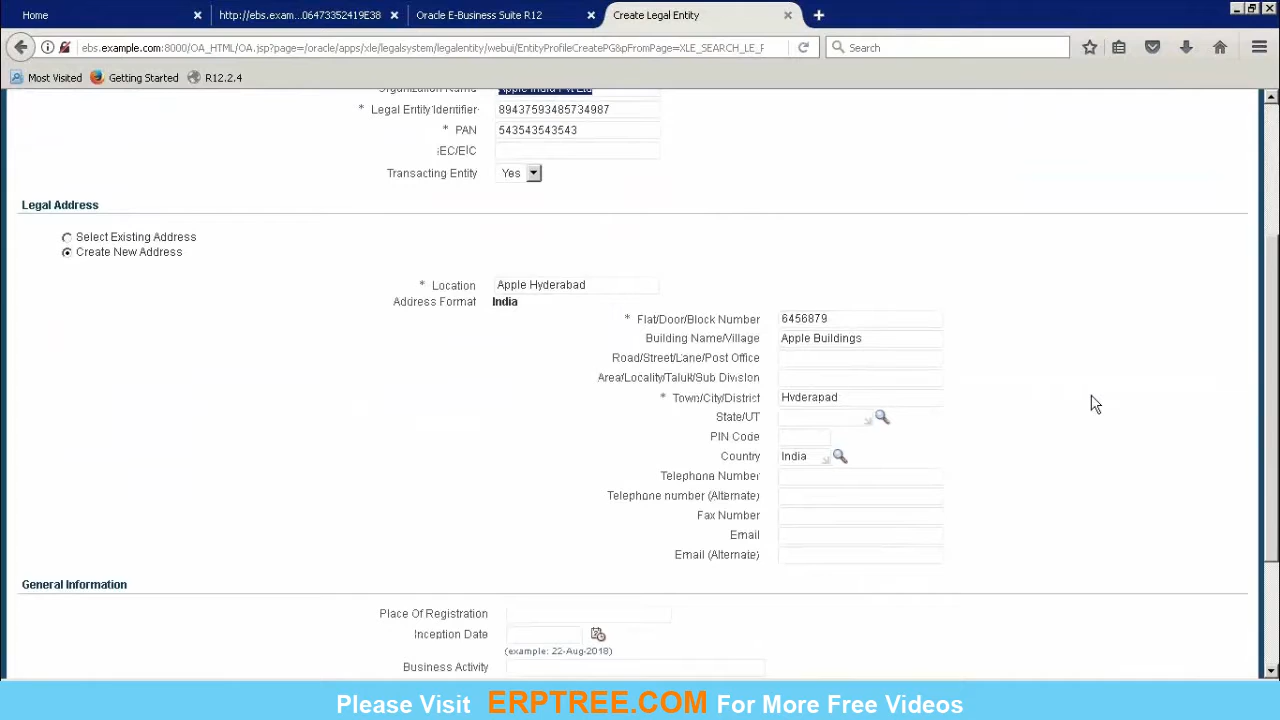 Home
http://ebs.exam...06473352419E38
Oracle E-Business Suite R12
Create Legal Entity
ebs.example.com:8000/OA_HTML/OA.jsp?page=/oracle/apps/xle/legalsystem/legalentity/webui/EntityProfileCreatePG&pFromPage=XLE_SEARCH_LE_F
Search
Most Visited
Getting Started
R12.2.4
Organization Name Apple India Pvt Ltd
* Legal Entity Identifier 89437593485734987
* PAN 543543543543
IEC/EIC
Transacting Entity Yes
Legal Address
Select Existing Address
Create New Address
* Location Apple Hyderabad
Address Format India
* Flat/Door/Block Number 6456879
Building Name/Village Apple Buildings
Road/Street/Lane/Post Office
Area/Locality/Taluk/Sub Division
* Town/City/District Hyderapad
State/UT
PIN Code
Country India
Telephone Number
Telephone number (Alternate)
Fax Number
Email
Email (Alternate)
General Information
Place Of Registration
Inception Date
(example: 22-Aug-2018)
Business Activity
Please Visit ERPTREE.COM For More Free Videos